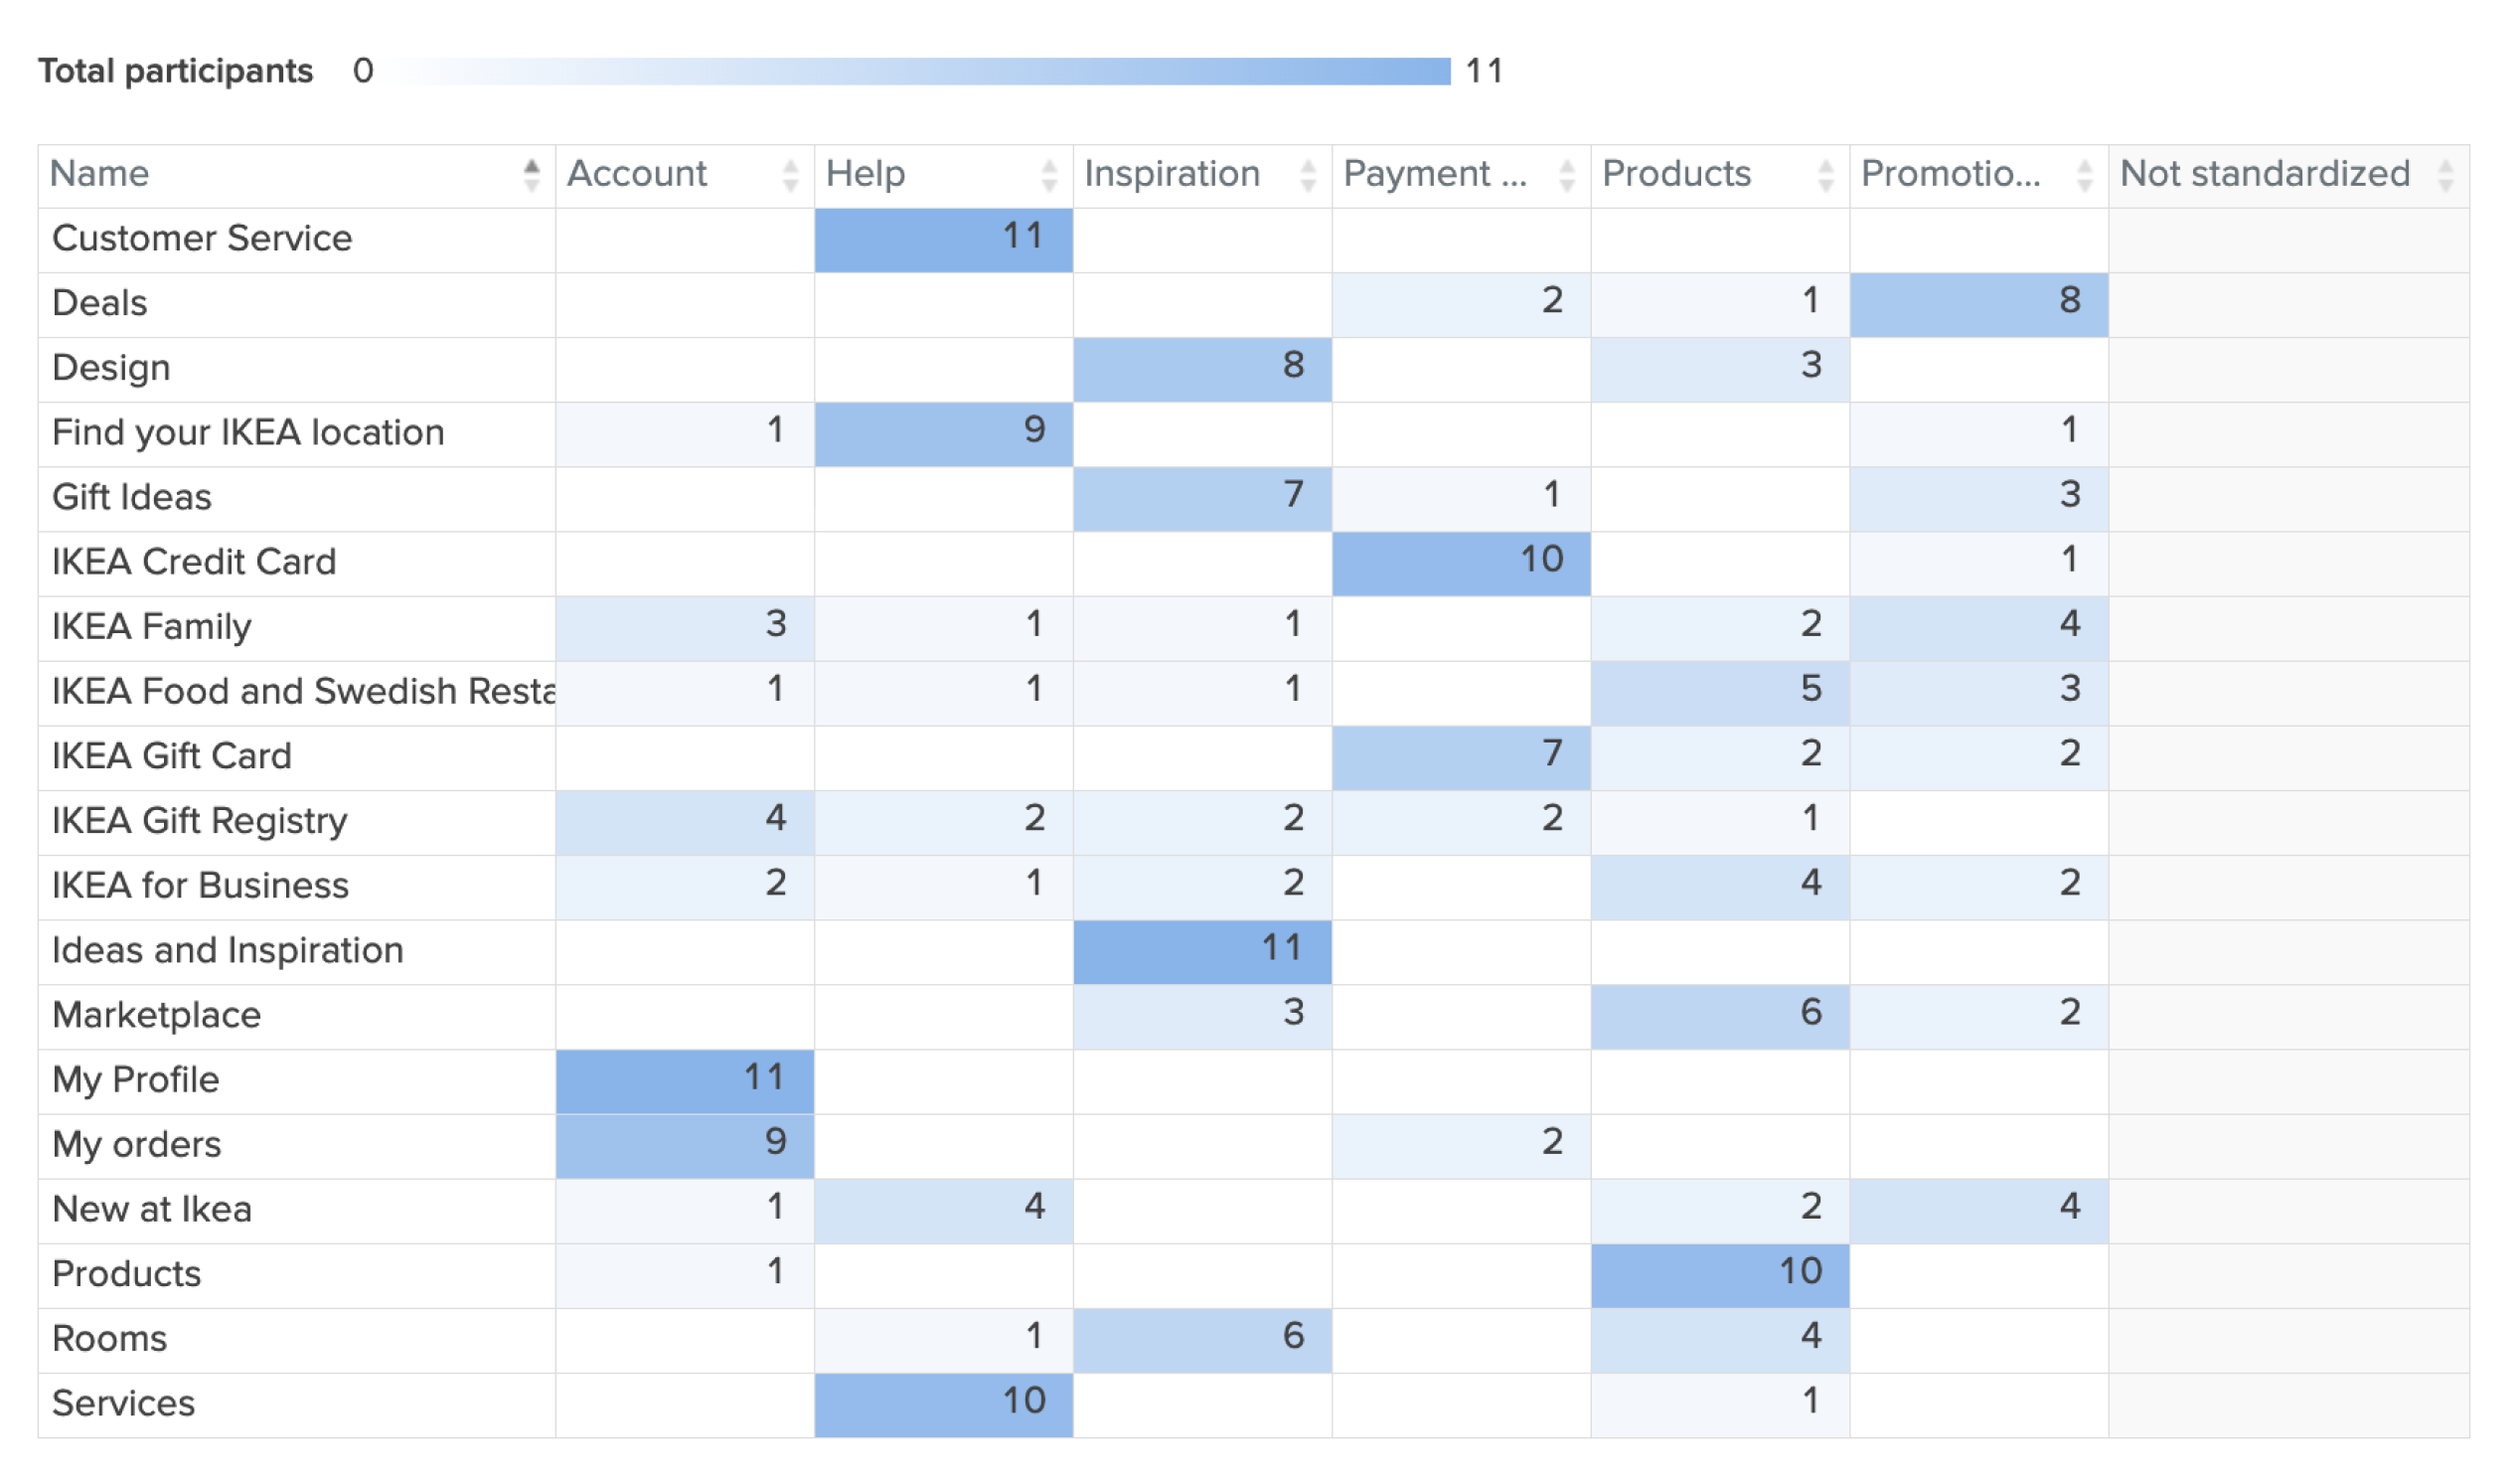 Total participants 0 11
Name Account Help Inspiration Payment ... Products Promotio... Not standardized
Customer Service 11
Deals 2 1 8
Design 8 3
Find your IKEA location 1 9 1
Gift Ideas 7 1 3
IKEA Credit Card 10 1
IKEA Family 3 1 1 2 4
IKEA Food and Swedish Resta 1 1 1 5 3
IKEA Gift Card 7 2 2
IKEA Gift Registry 4 2 2 2 1
IKEA for Business 2 1 2 4 2
Ideas and Inspiration 11
Marketplace 3 6 2
My Profile 11
My orders 9 2
New at Ikea 1 4 2 4
Products 1 10
Rooms 1 6 4
Services 10 1